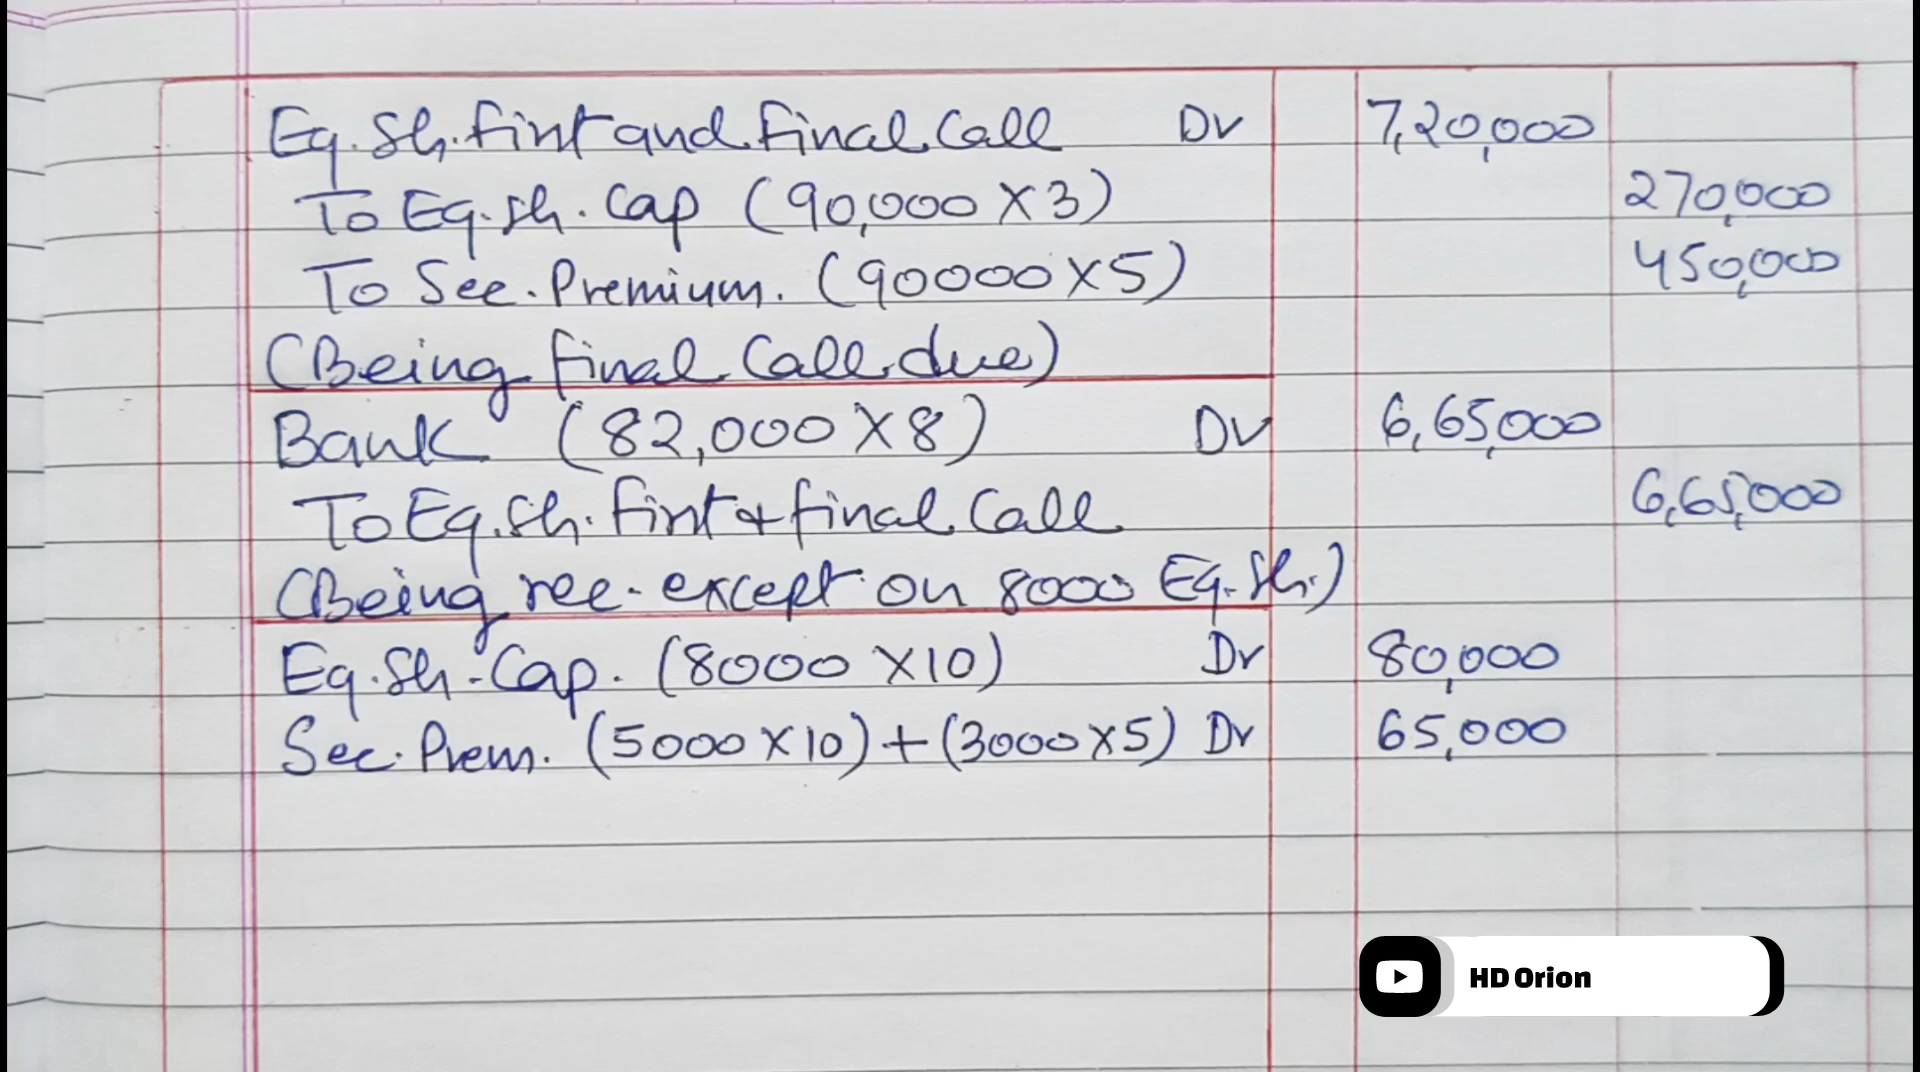 Eq. Sh. first and final Call Dr 7,20,000
To Eq. sh. Cap (90,000 X 3) 270,000
To Sec. Premium. (90000 X 5) 450,000
(Being final Call due)
Bank (82,000 X 8) Dr 6,65,000
To Eq. Sh. first & final Call 6,65,000
(Being rec. except on 8000 Eq. Sh.)
Eq. Sh. Cap. (8000 X 10) Dr 80,000
Sec. Prem. (5000 X 10) + (3000 X 5) Dr 65,000
HD Orion